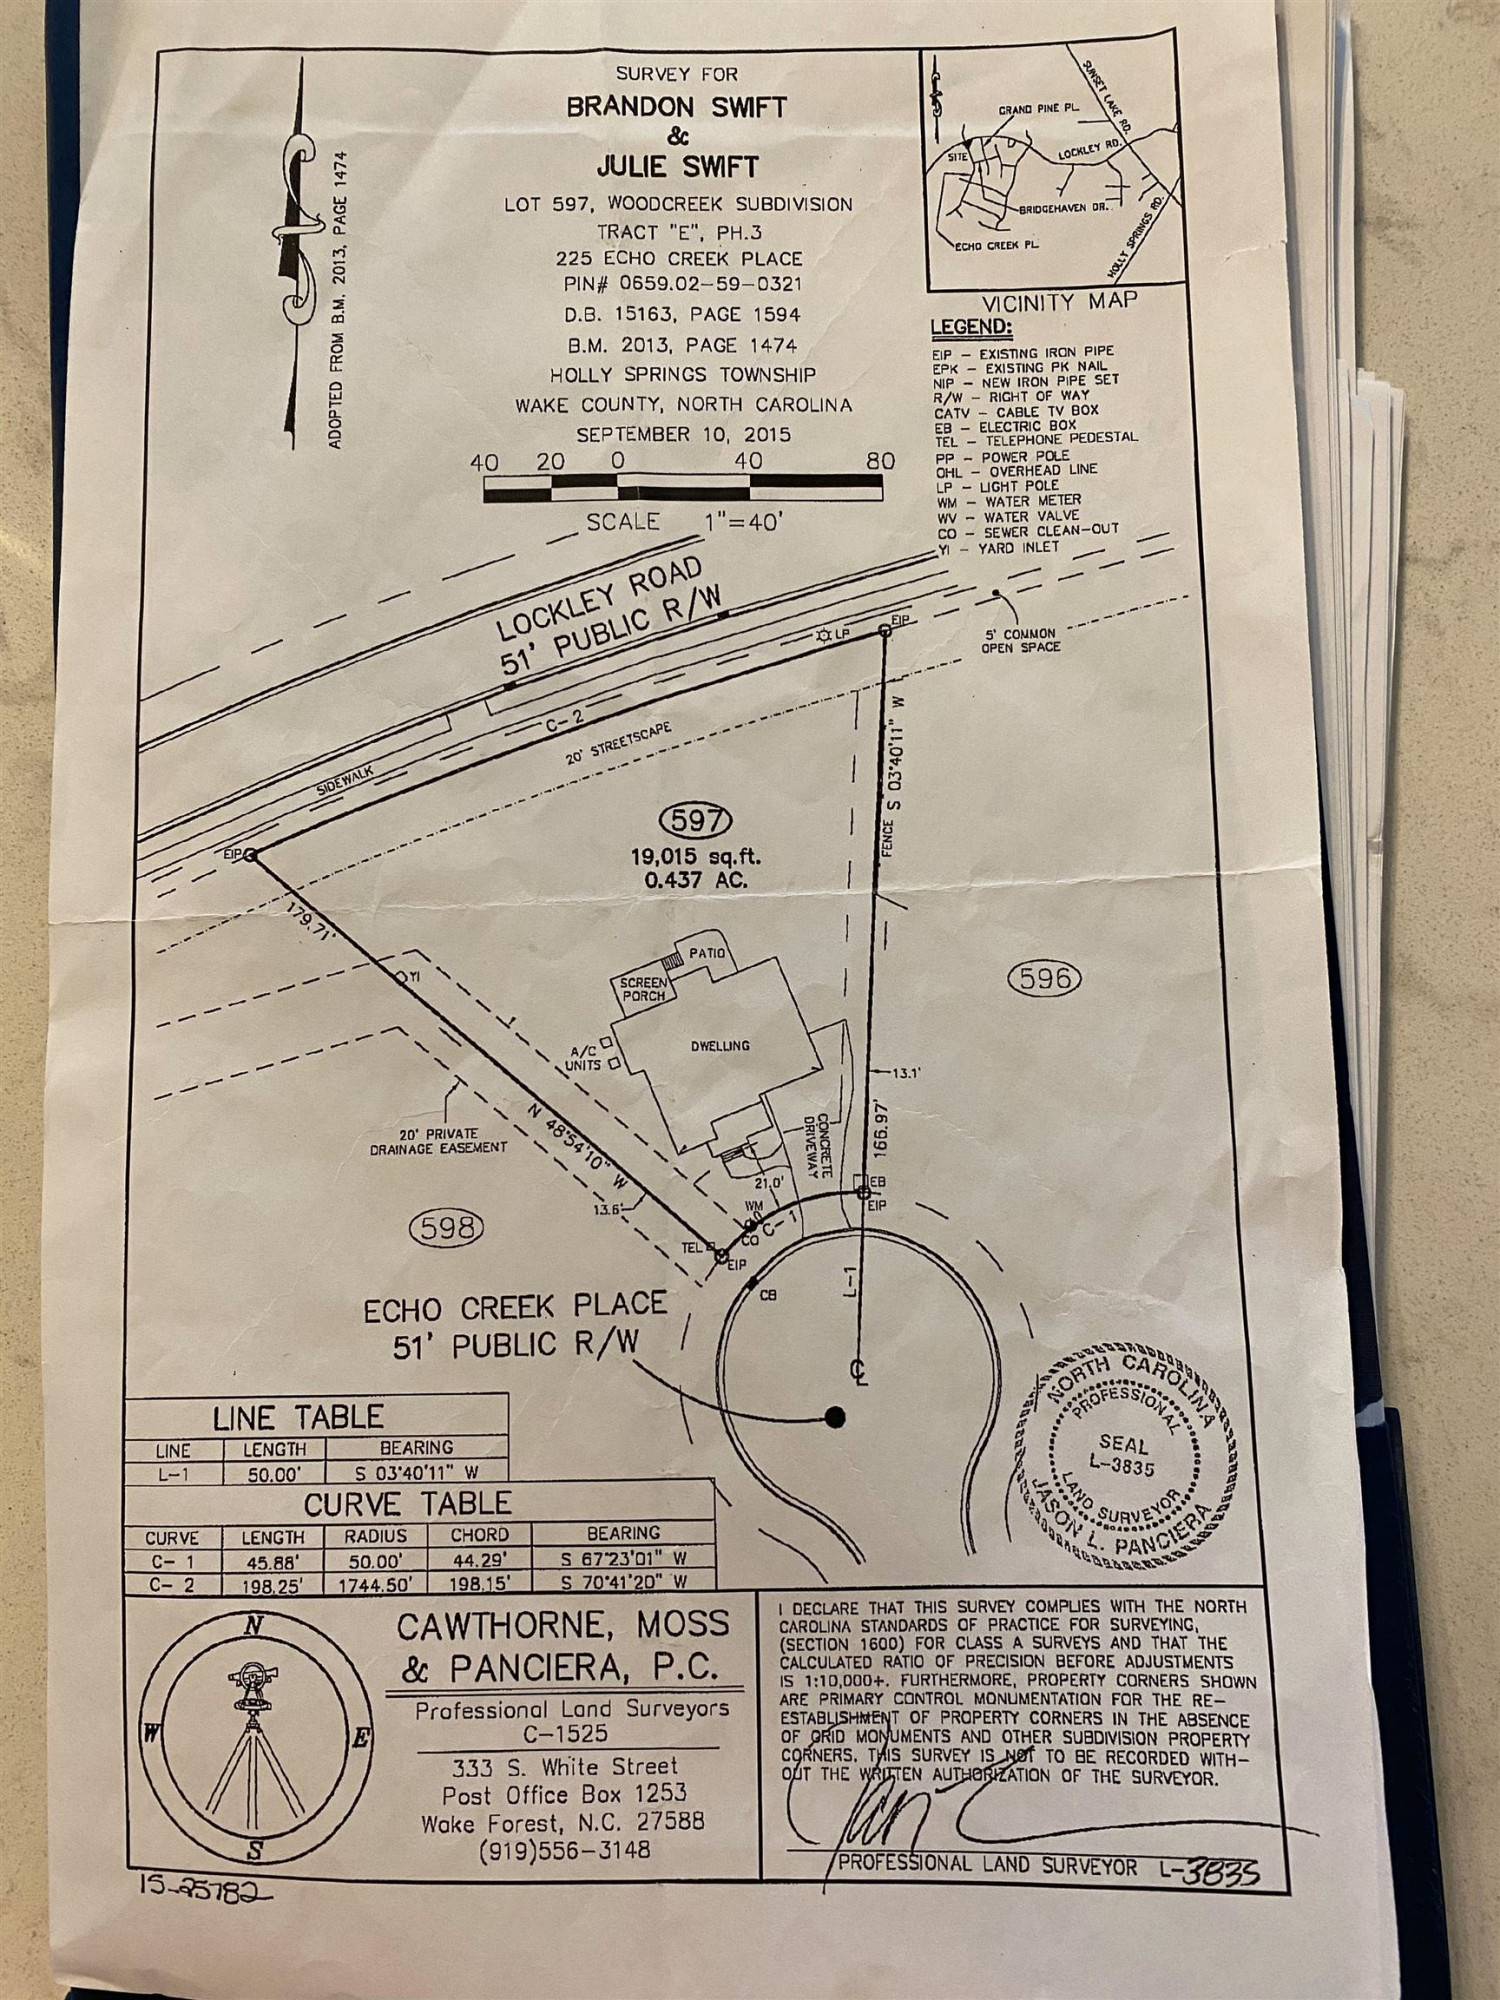 SURVEY FOR
BRANDON SWIFT
&
JULIE SWIFT
LOT 597, WOODCREEK SUBDIVISION
TRACT "E", PH.3
225 ECHO CREEK PLACE
PIN# 0659.02-59-0321
D.B. 15163, PAGE 1594
B.M. 2013, PAGE 1474
HOLLY SPRINGS TOWNSHIP
WAKE COUNTY, NORTH CAROLINA
SEPTEMBER 10, 2015
40 20 0 40 80
SCALE 1"=40'
ADOPTED FROM B.M. 2013, PAGE 1474
SUNSET LAKE RD.
GRAND PINE PL.
LOCKLEY RD.
SITE
BRIDGEHAVEN DR.
ECHO CREEK PL.
HOLLY SPRINGS RD.
VICINITY MAP
LEGEND:
EIP - EXISTING IRON PIPE
EPK - EXISTING PK NAIL
NIP - NEW IRON PIPE SET
R/W - RIGHT OF WAY
CATV - CABLE TV BOX
EB - ELECTRIC BOX
TEL - TELEPHONE PEDESTAL
PP - POWER POLE
OHL - OVERHEAD LINE
LP - LIGHT POLE
WM - WATER METER
WV - WATER VALVE
CO - SEWER CLEAN-OUT
YI - YARD INLET
LOCKLEY ROAD
51' PUBLIC R/W
LP
EIP
5' COMMON
OPEN SPACE
C-2
20' STREETSCAPE
SIDEWALK
EIP
FENCE S 03°40'11" W
597
19,015 sq.ft.
0.437 AC.
179.71'
YI
PATIO
SCREEN
PORCH
596
A/C
UNITS
DWELLING
13.1'
20' PRIVATE
DRAINAGE EASEMENT
N 48°54'10" W
CONCRETE
DRIVEWAY
166.97'
21.0'
EB
EIP
13.6'
WM
CO
C-1
598
TEL
EIP
CB
L-1
CL
ECHO CREEK PLACE
51' PUBLIC R/W
LINE TABLE
LINE LENGTH BEARING
L-1 50.00' S 03°40'11" W
CURVE TABLE
CURVE LENGTH RADIUS CHORD BEARING
C- 1 45.88' 50.00' 44.29' S 67°23'01" W
C- 2 198.25' 1744.50' 198.15' S 70°41'20" W
NORTH CAROLINA
PROFESSIONAL
SEAL
L-3835
LAND SURVEYOR
JASON L. PANCIERA
N
W E
S
CAWTHORNE, MOSS
& PANCIERA, P.C.
Professional Land Surveyors
C-1525
333 S. White Street
Post Office Box 1253
Wake Forest, N.C. 27588
(919)556-3148
I DECLARE THAT THIS SURVEY COMPLIES WITH THE NORTH
CAROLINA STANDARDS OF PRACTICE FOR SURVEYING,
(SECTION 1600) FOR CLASS A SURVEYS AND THAT THE
CALCULATED RATIO OF PRECISION BEFORE ADJUSTMENTS
IS 1:10,000+. FURTHERMORE, PROPERTY CORNERS SHOWN
ARE PRIMARY CONTROL MONUMENTATION FOR THE RE-
ESTABLISHMENT OF PROPERTY CORNERS IN THE ABSENCE
OF GRID MONUMENTS AND OTHER SUBDIVISION PROPERTY
CORNERS. THIS SURVEY IS NOT TO BE RECORDED WITH-
OUT THE WRITTEN AUTHORIZATION OF THE SURVEYOR.
PROFESSIONAL LAND SURVEYOR L-3835
15-25782